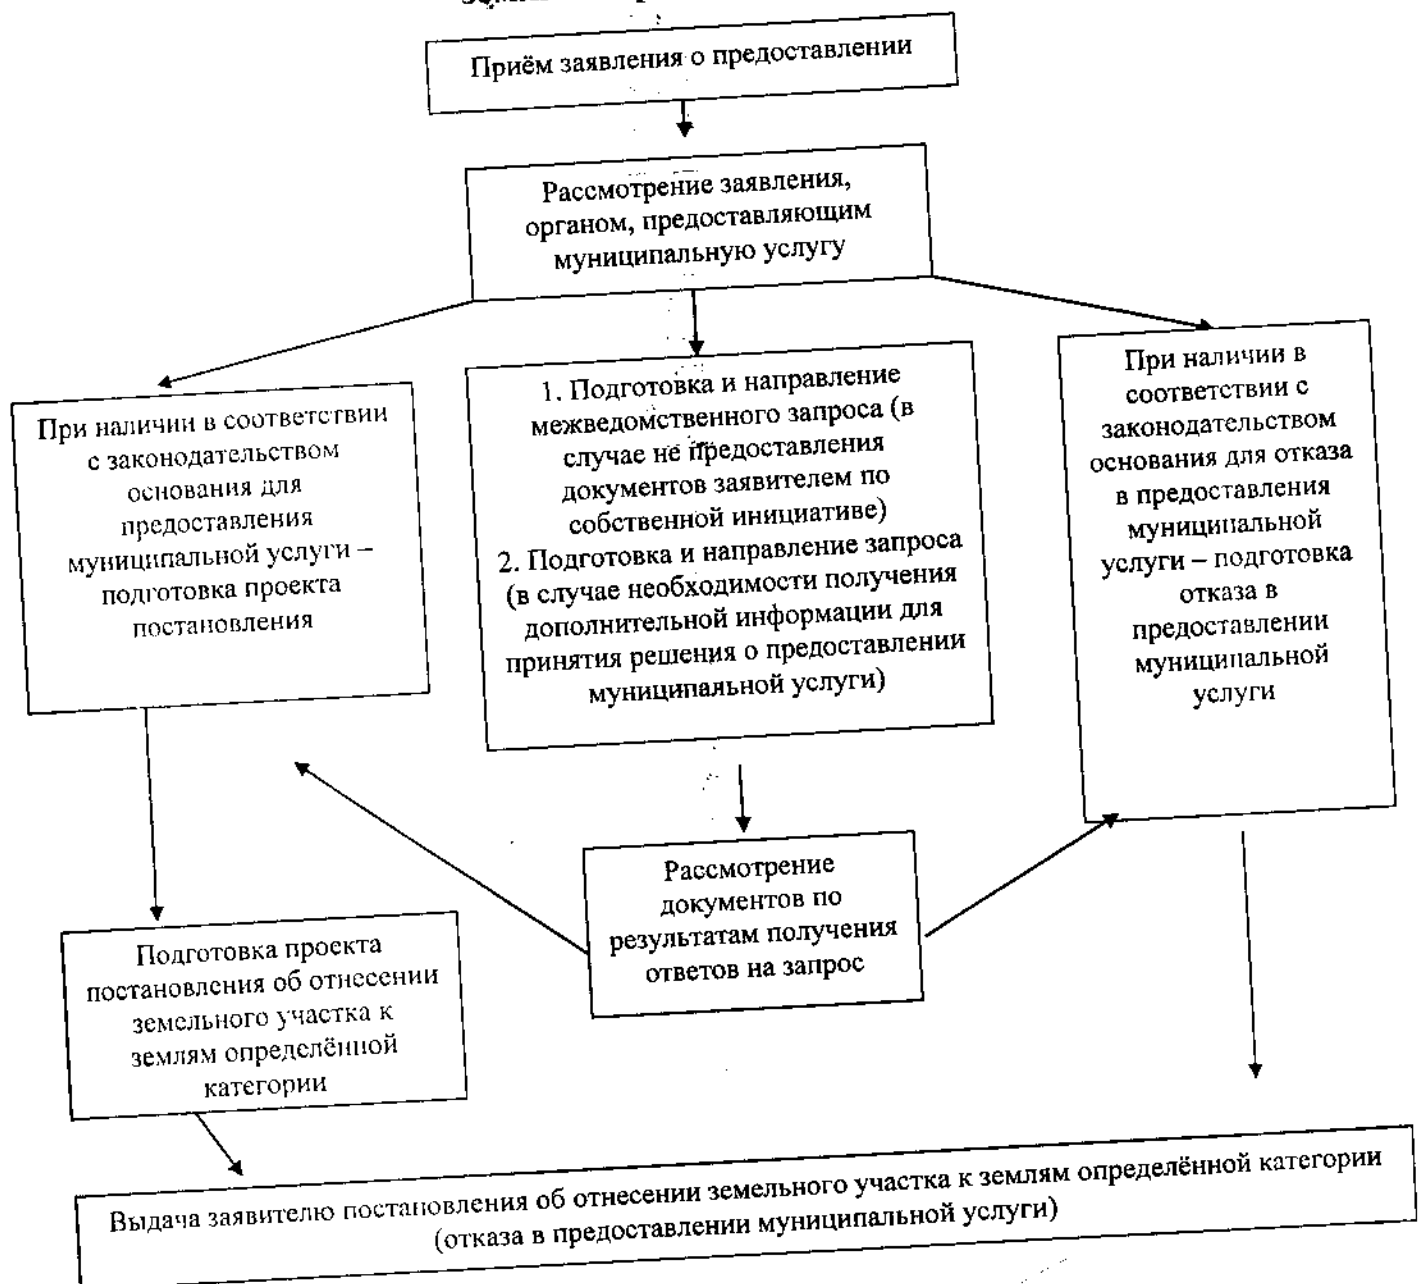 Приём заявления о предоставлении
Рассмотрение заявления,
органом, предоставляющим
муниципальную услугу
При наличии в соответствии
с законодательством
основания для
предоставления
муниципальной услуги –
подготовка проекта
постановления
1. Подготовка и направление
межведомственного запроса (в
случае не предоставления
документов заявителем по
собственной инициативе)
2. Подготовка и направление запроса
(в случае необходимости получения
дополнительной информации для
принятия решения о предоставлении
муниципальной услуги)
При наличии в
соответствии с
законодательством
основания для отказа
в предоставления
муниципальной
услуги – подготовка
отказа в
предоставлении
муниципальной
услуги
Рассмотрение
документов по
результатам получения
ответов на запрос
Подготовка проекта
постановления об отнесении
земельного участка к
землям определённой
категории
Выдача заявителю постановления об отнесении земельного участка к землям определённой категории
(отказа в предоставлении муниципальной услуги)